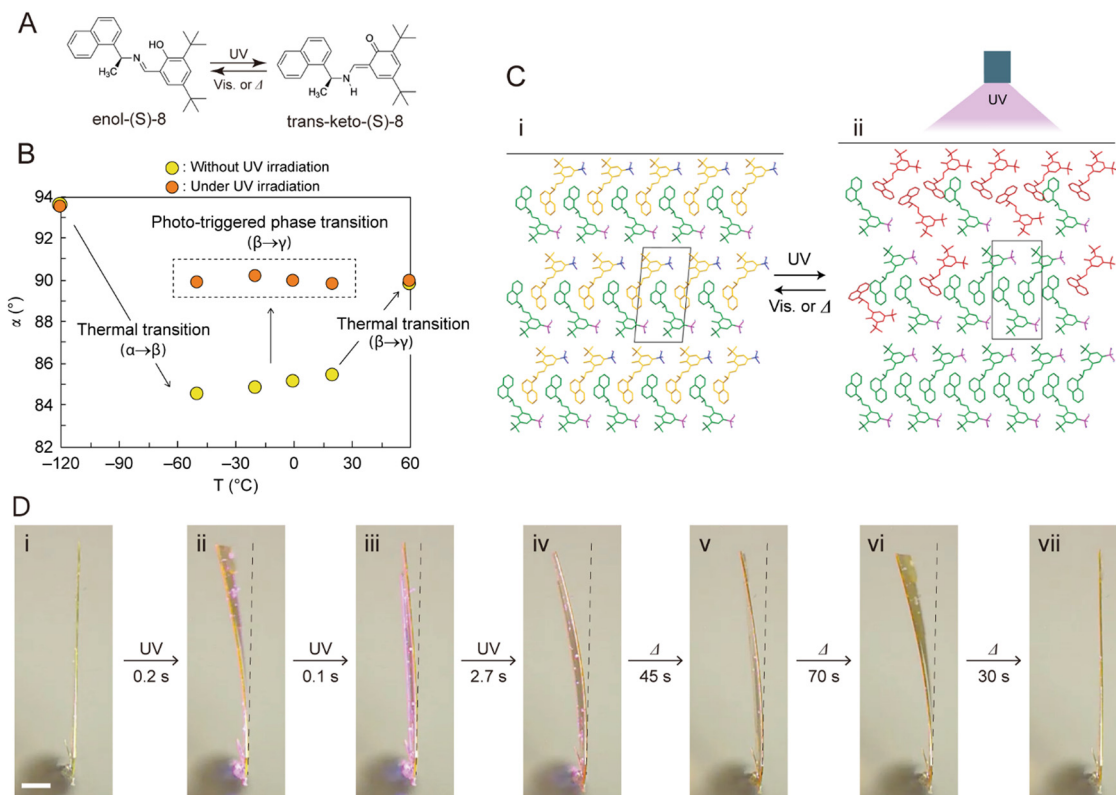 A
HO
N
CH₃
enol-(S)-8
UV
Vis. or Δ
O
N
H₃C
H
trans-keto-(S)-8
B
: Without UV irradiation
: Under UV irradiation
94
92
90
88
86
84
82
α (°)
Photo-triggered phase transition
(β→γ)
Thermal transition
(α→β)
Thermal transition
(β→γ)
−120
−90
−60
−30
0
30
60
T (°C)
C
i
UV
Vis. or Δ
ii
UV
D
i
UV
0.2 s
ii
UV
0.1 s
iii
UV
2.7 s
iv
Δ
45 s
v
Δ
70 s
vi
Δ
30 s
vii